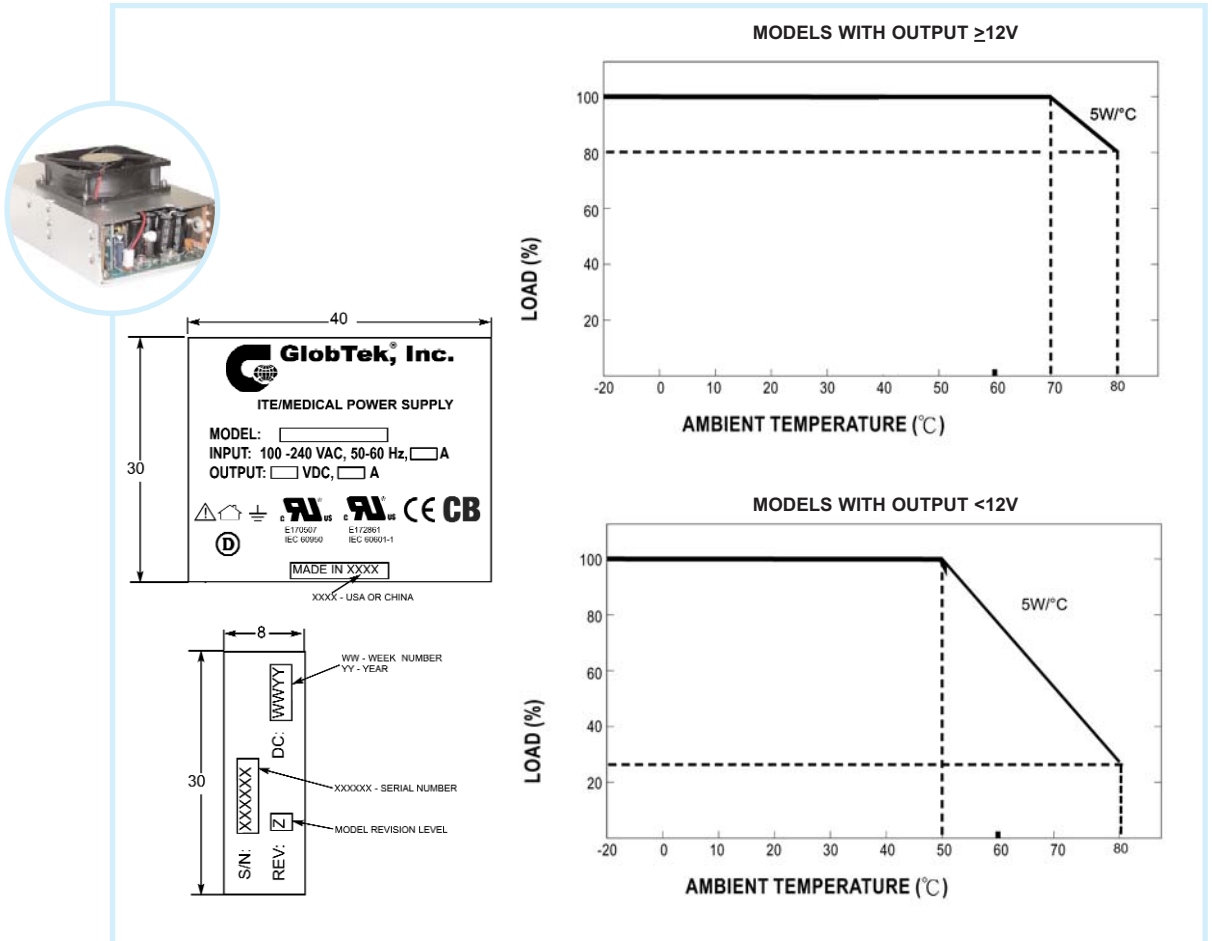 MODELS WITH OUTPUT ≥12V
100
80
60
40
20
5W/°C
LOAD (%)
-20 0 10 20 30 40 50 60 70 80
AMBIENT TEMPERATURE (℃)
40
30
GlobTek®, Inc.
ITE/MEDICAL POWER SUPPLY
MODEL:
INPUT: 100 -240 VAC, 50-60 Hz, A
OUTPUT: VDC, A
c RU® us c RU® us CE CB
E170507 E172861
IEC 60950 IEC 60601-1
D
MADE IN XXXX
XXXX - USA OR CHINA
8
30
WW - WEEK NUMBER
YY - YEAR
DC: WWYY
S/N: XXXXXX
XXXXXX - SERIAL NUMBER
REV: Z
MODEL REVISION LEVEL
MODELS WITH OUTPUT <12V
100
80
60
40
20
5W/°C
LOAD (%)
-20 0 10 20 30 40 50 60 70 80
AMBIENT TEMPERATURE (℃)